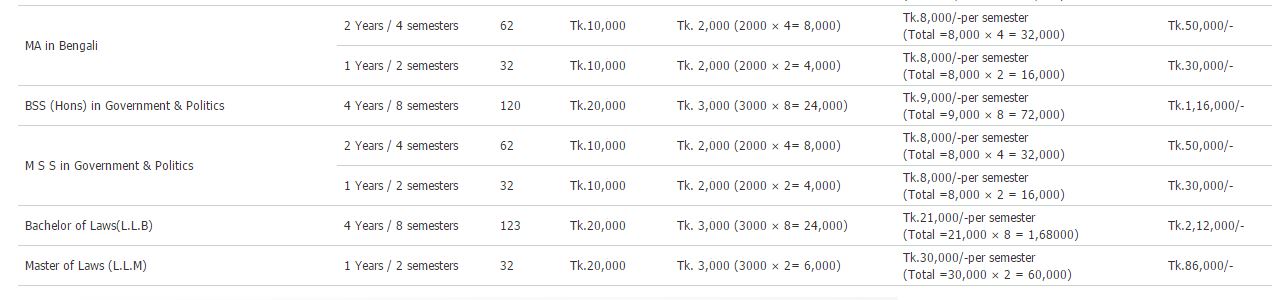 2 Years / 4 semesters 62 Tk.10,000 Tk. 2,000 (2000 × 4= 8,000) Tk.8,000/-per semester
(Total =8,000 × 4 = 32,000) Tk.50,000/-
MA in Bengali
1 Years / 2 semesters 32 Tk.10,000 Tk. 2,000 (2000 × 2= 4,000) Tk.8,000/-per semester
(Total =8,000 × 2 = 16,000) Tk.30,000/-
BSS (Hons) in Government & Politics 4 Years / 8 semesters 120 Tk.20,000 Tk. 3,000 (3000 × 8= 24,000) Tk.9,000/-per semester
(Total =9,000 × 8 = 72,000) Tk.1,16,000/-
2 Years / 4 semesters 62 Tk.10,000 Tk. 2,000 (2000 × 4= 8,000) Tk.8,000/-per semester
(Total =8,000 × 4 = 32,000) Tk.50,000/-
M S S in Government & Politics
1 Years / 2 semesters 32 Tk.10,000 Tk. 2,000 (2000 × 2= 4,000) Tk.8,000/-per semester
(Total =8,000 × 2 = 16,000) Tk.30,000/-
Bachelor of Laws(L.L.B) 4 Years / 8 semesters 123 Tk.20,000 Tk. 3,000 (3000 × 8= 24,000) Tk.21,000/-per semester
(Total =21,000 × 8 = 1,68000) Tk.2,12,000/-
Master of Laws (L.L.M) 1 Years / 2 semesters 32 Tk.20,000 Tk. 3,000 (3000 × 2= 6,000) Tk.30,000/-per semester
(Total =30,000 × 2 = 60,000) Tk.86,000/-